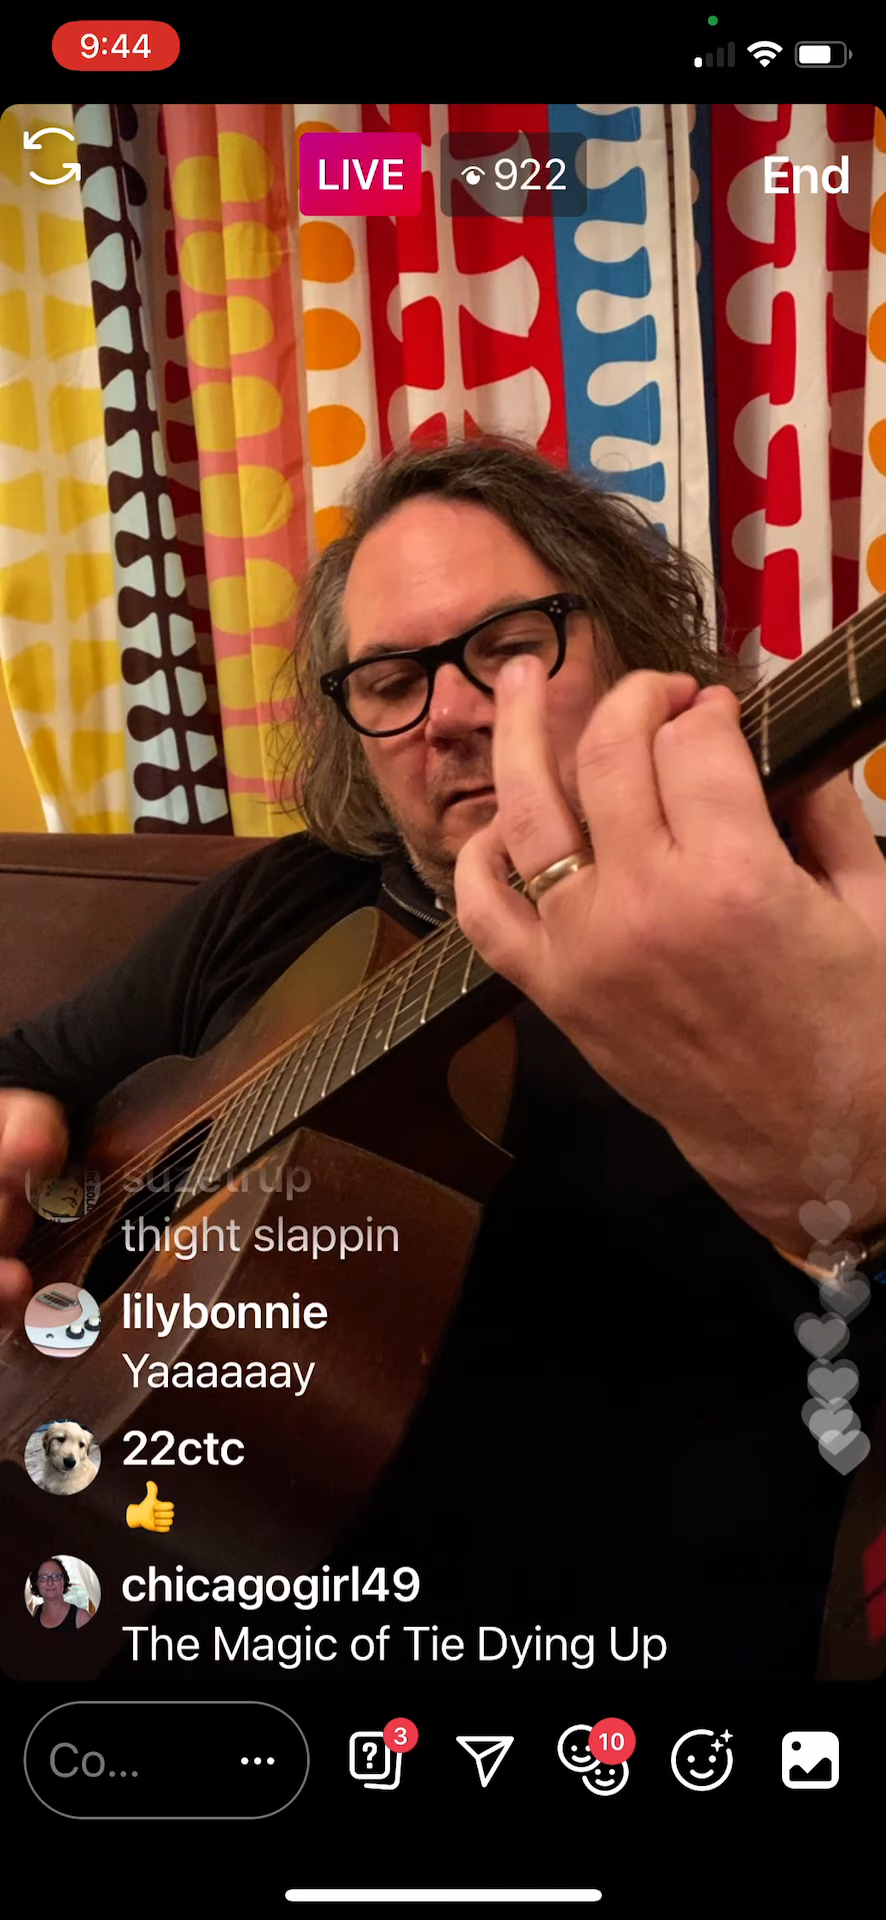 9:44
LIVE
922
End
suzetrup
thight slappin
lilybonnie
Yaaaaaay
22ctc
👍
chicagogirl49
The Magic of Tie Dying Up
Co...
3
10